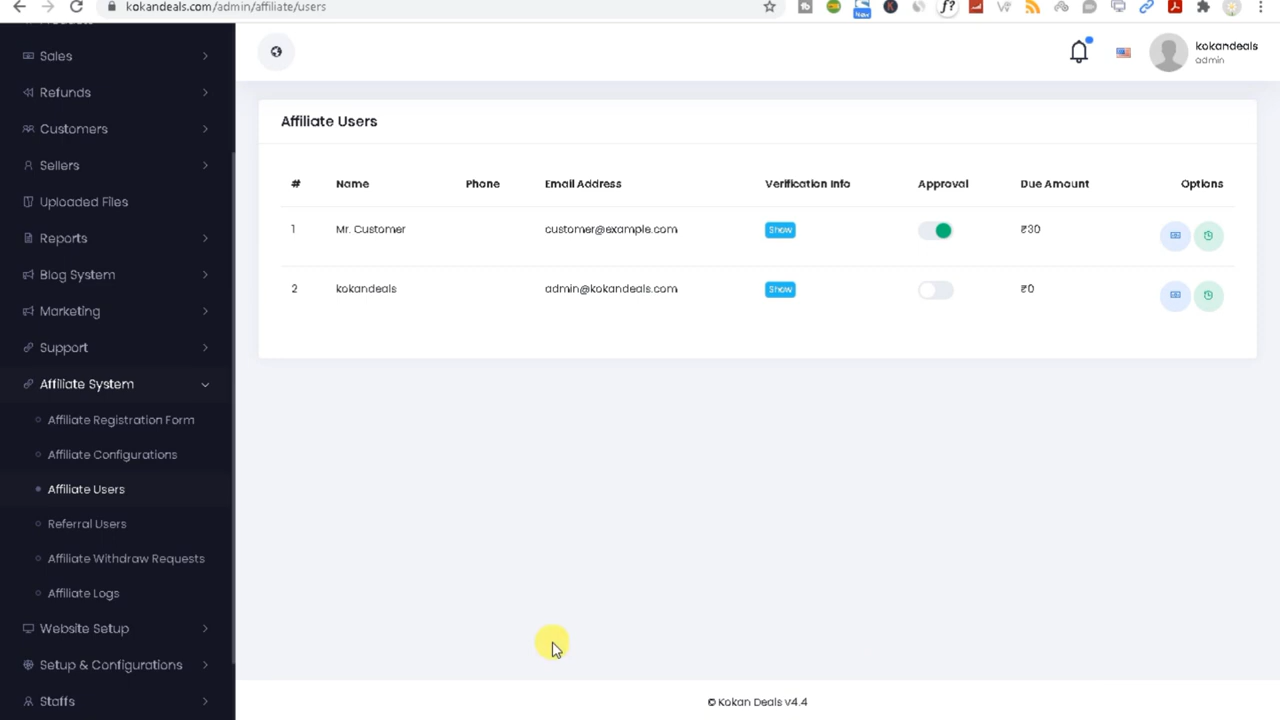 kokandeals.com/admin/affiliate/users
New
kokandeals
admin
Products
Sales
Refunds
Customers
Sellers
Uploaded Files
Reports
Blog System
Marketing
Support
Affiliate System
Affiliate Registration Form
Affiliate Configurations
Affiliate Users
Referral Users
Affiliate Withdraw Requests
Affiliate Logs
Website Setup
Setup & Configurations
Staffs
Affiliate Users
# Name Phone Email Address Verification Info Approval Due Amount Options
1 Mr. Customer customer@example.com Show ₹30
2 kokandeals admin@kokandeals.com Show ₹0
© Kokan Deals v4.4